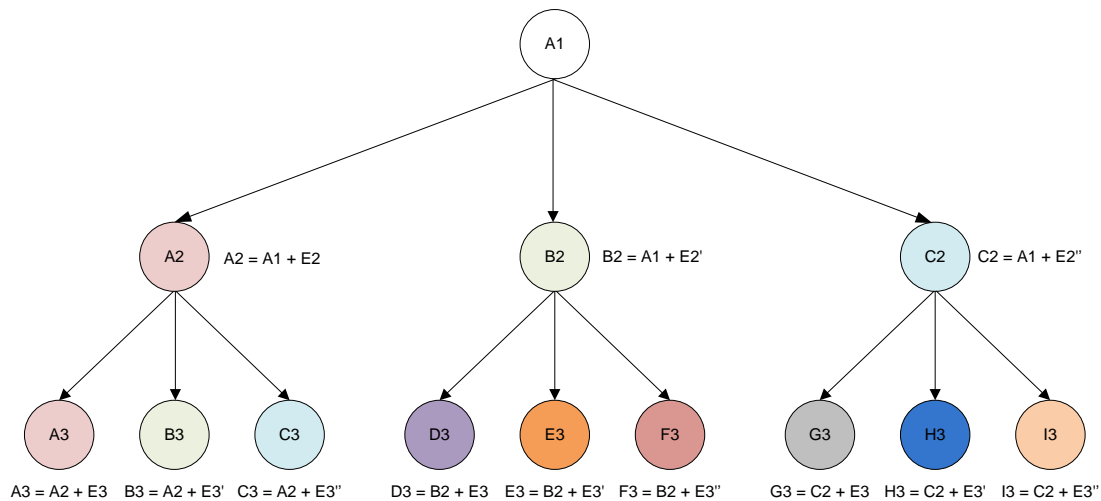 A1
A2
A2 = A1 + E2
B2
B2 = A1 + E2'
C2
C2 = A1 + E2''
A3
B3
C3
D3
E3
F3
G3
H3
I3
A3 = A2 + E3
B3 = A2 + E3'
C3 = A2 + E3''
D3 = B2 + E3
E3 = B2 + E3'
F3 = B2 + E3''
G3 = C2 + E3
H3 = C2 + E3'
I3 = C2 + E3''